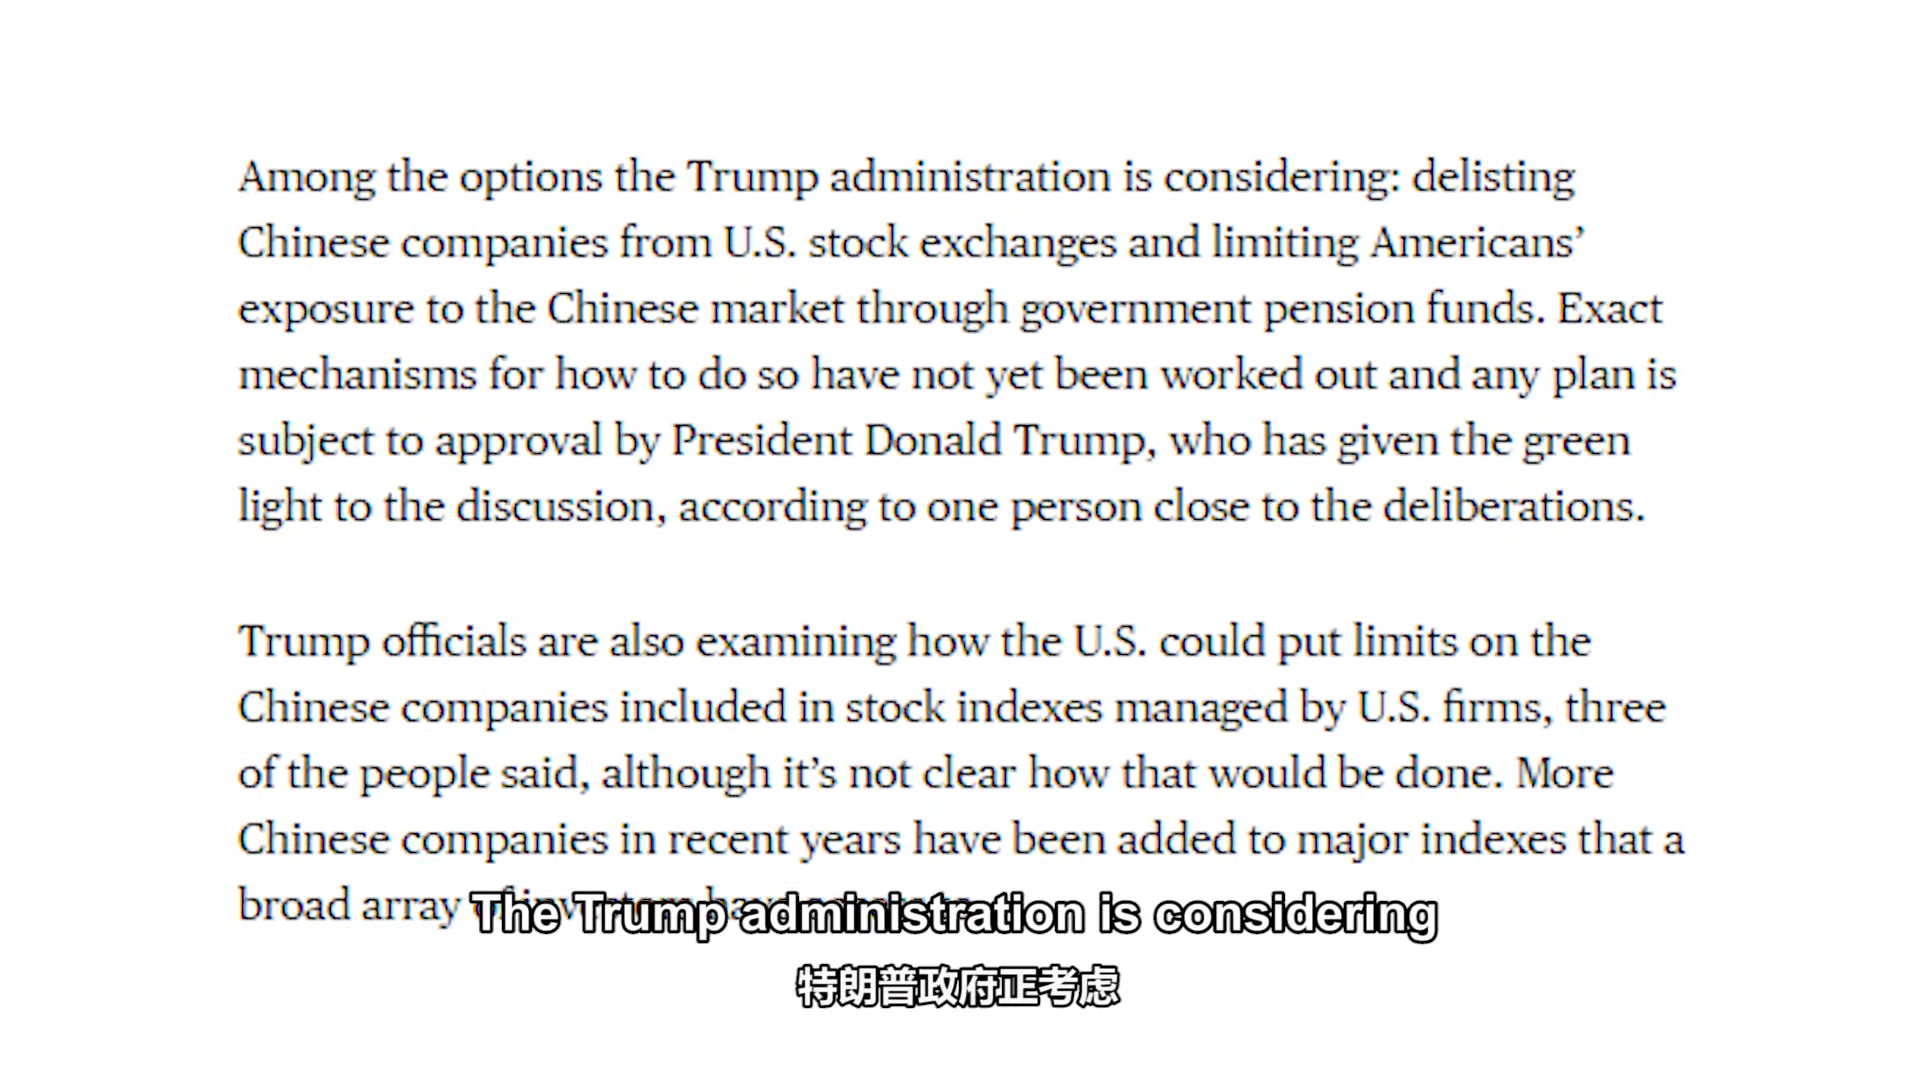 Among the options the Trump administration is considering: delisting
Chinese companies from U.S. stock exchanges and limiting Americans’
exposure to the Chinese market through government pension funds. Exact
mechanisms for how to do so have not yet been worked out and any plan is
subject to approval by President Donald Trump, who has given the green
light to the discussion, according to one person close to the deliberations.
Trump officials are also examining how the U.S. could put limits on the
Chinese companies included in stock indexes managed by U.S. firms, three
of the people said, although it’s not clear how that would be done. More
Chinese companies in recent years have been added to major indexes that a
broad array of
The Trump administration is considering
特朗普政府正考虑